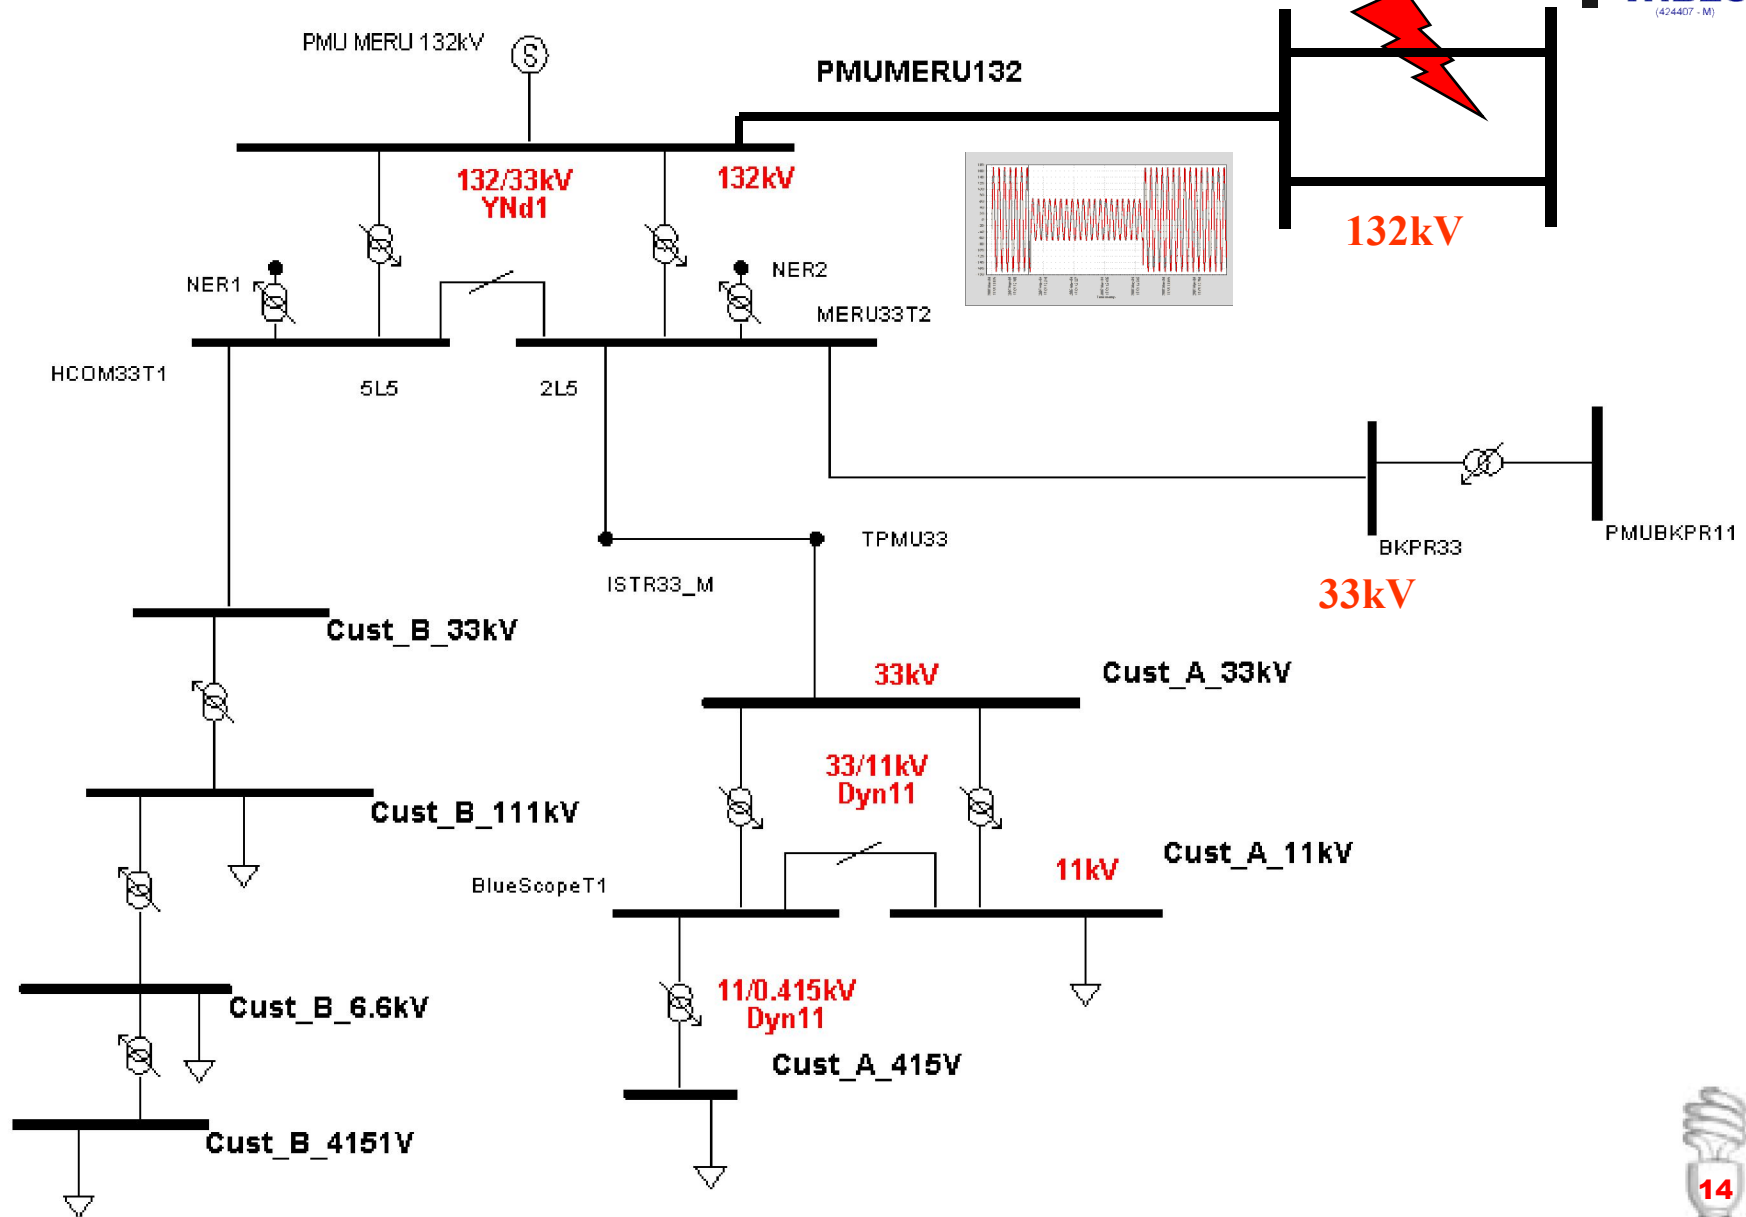 (424407 - M)
PMU MERU 132kV
S
PMUMERU132
132/33kV
YNd1
132kV
132kV
NER1
NER2
MERU33T2
HCOM33T1
5L5
2L5
TPMU33
BKPR33
PMUBKPR11
ISTR33_M
33kV
Cust_B_33kV
33kV
Cust_A_33kV
33/11kV
Dyn11
Cust_B_111kV
11kV
Cust_A_11kV
BlueScopeT1
11/0.415kV
Dyn11
Cust_B_6.6kV
Cust_A_415V
Cust_B_4151V
14